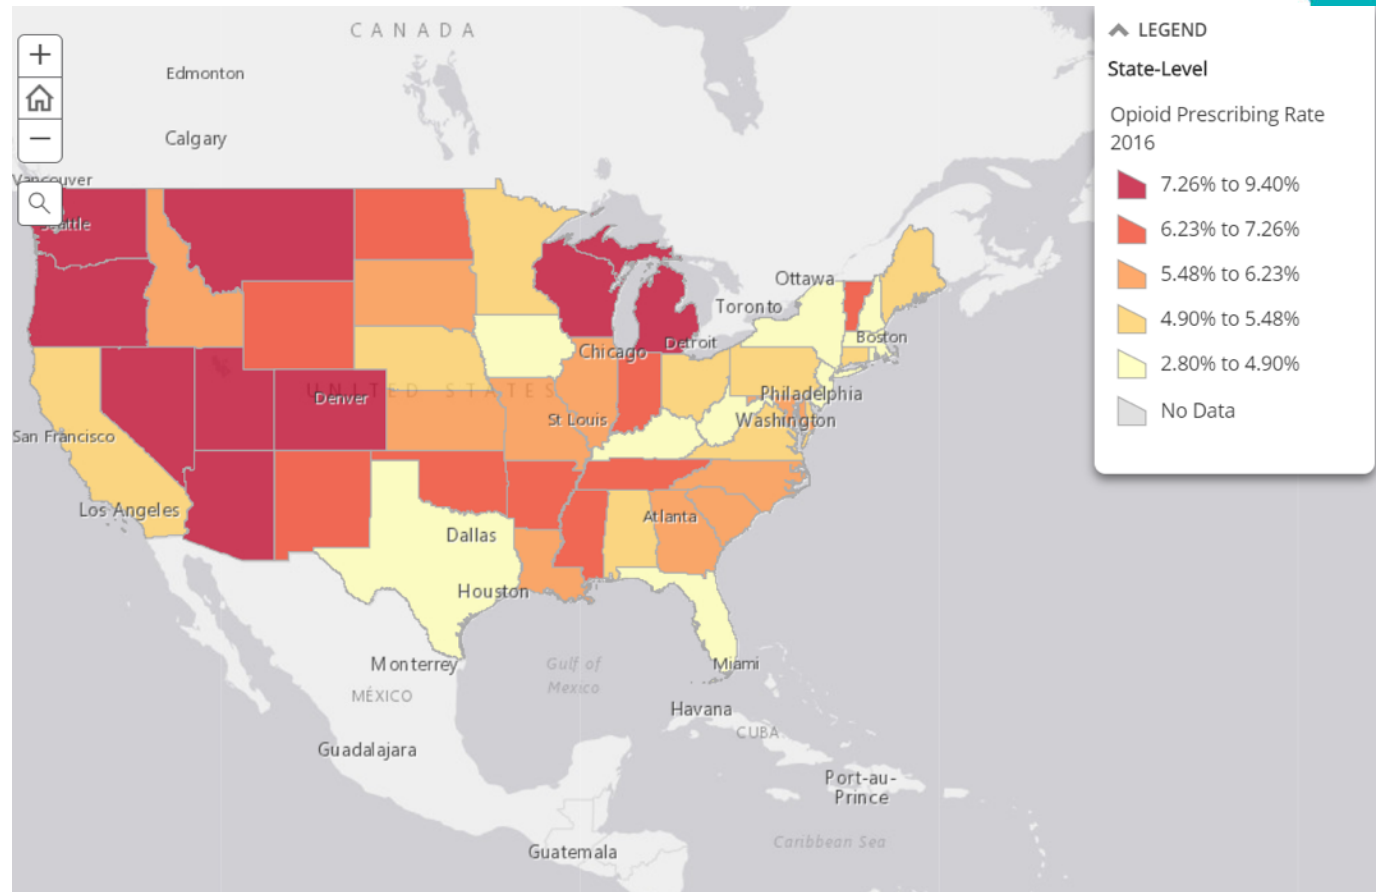 CANADA
Edmonton
Calgary
Vancouver
Seattle
Ottawa
Toronto
Boston
Detroit
Chicago
UNITED STATES
Denver
Philadelphia
St Louis
Washington
San Francisco
Los Angeles
Atlanta
Dallas
Houston
Monterrey
Gulf of
Mexico
Miami
MÉXICO
Havana
CUBA
Guadalajara
Port-au-
Prince
Caribbean Sea
Guatemala
LEGEND
State-Level
Opioid Prescribing Rate
2016
7.26% to 9.40%
6.23% to 7.26%
5.48% to 6.23%
4.90% to 5.48%
2.80% to 4.90%
No Data